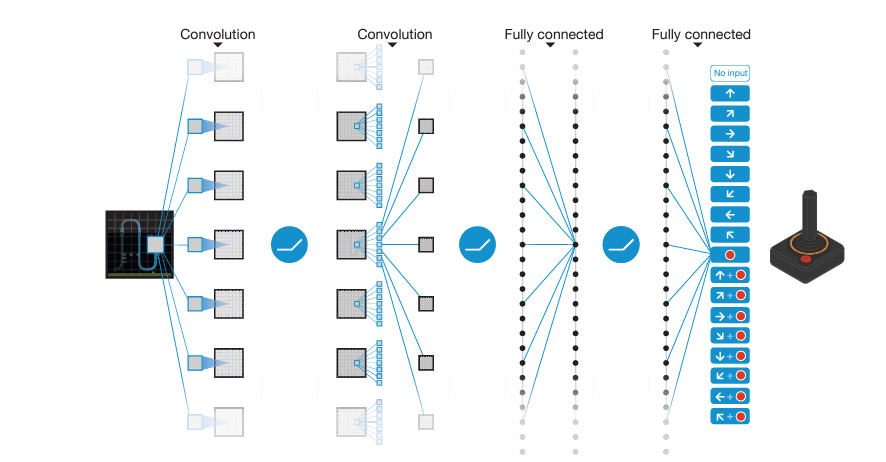 Convolution
Convolution
Fully connected
Fully connected
No input
+
+
+
+
+
+
+
+